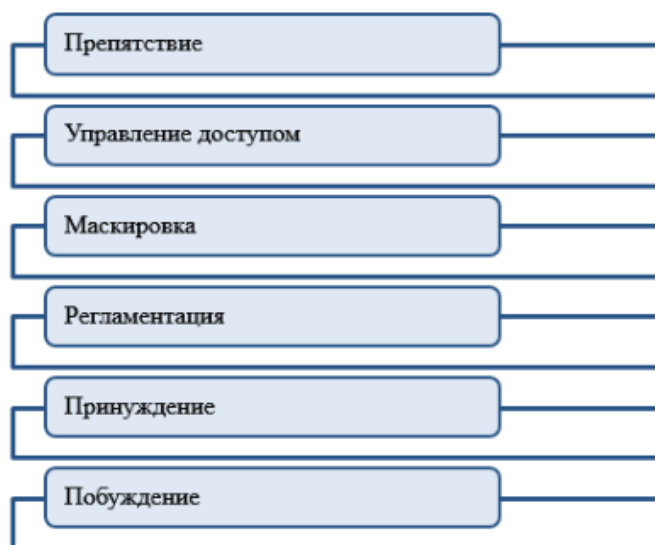 Препятствие
Управление доступом
Маскировка
Регламентация
Принуждение
Побуждение